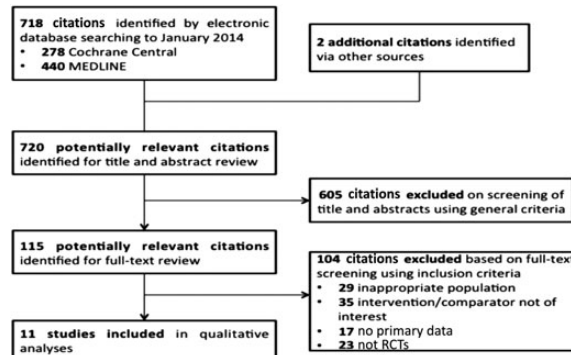 718 citations identified by electronic
database searching to January 2014
• 278 Cochrane Central
• 440 MEDLINE
2 additional citations identified
via other sources
720 potentially relevant citations
identified for title and abstract review
605 citations excluded on screening of
title and abstracts using general criteria
115 potentially relevant citations
identified for full-text review
104 citations excluded based on full-text
screening using inclusion criteria
• 29 inappropriate population
• 35 intervention/comparator not of
interest
• 17 no primary data
• 23 not RCTs
11 studies included in qualitative
analyses